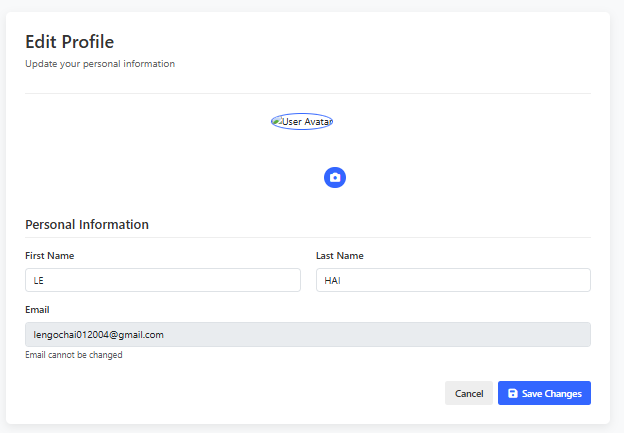 Edit Profile
Update your personal information
User Avatar
Personal Information
First Name
Last Name
LE
HAI
Email
lengochai012004@gmail.com
Email cannot be changed
Cancel
Save Changes